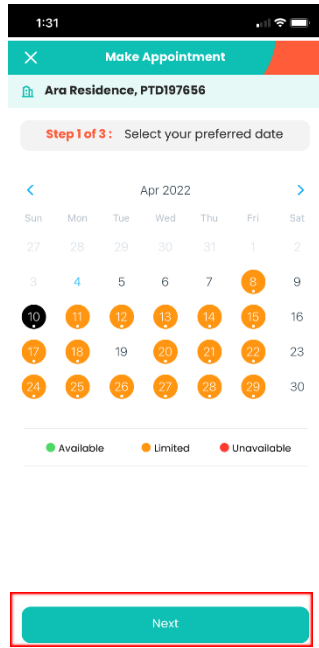 1:31
Make Appointment
Ara Residence, PTD197656
Step 1 of 3 : Select your preferred date
Apr 2022
Sun Mon Tue Wed Thu Fri Sat
27 28 29 30 31 1 2
3 4 5 6 7 8 9
10 11 12 13 14 15 16
17 18 19 20 21 22 23
24 25 26 27 28 29 30
Available Limited Unavailable
Next